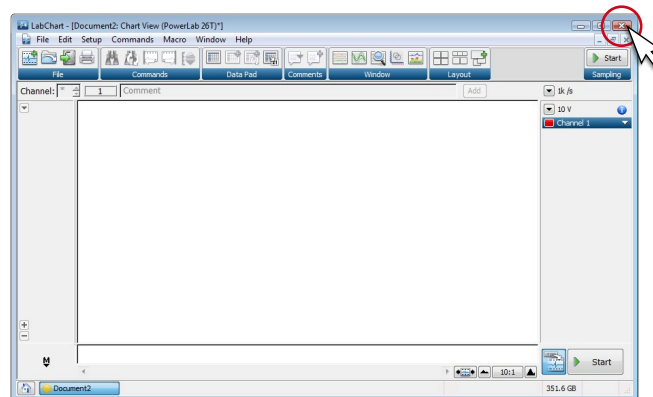 LabChart - [Document2: Chart View (PowerLab 26T)*]
File Edit Setup Commands Macro Window Help
Start
File Commands Data Pad Comments Window Layout Sampling
Channel: * 1 Comment Add 1k /s
10 V
Channel 1
M
10:1 Start
Document2 351.6 GB